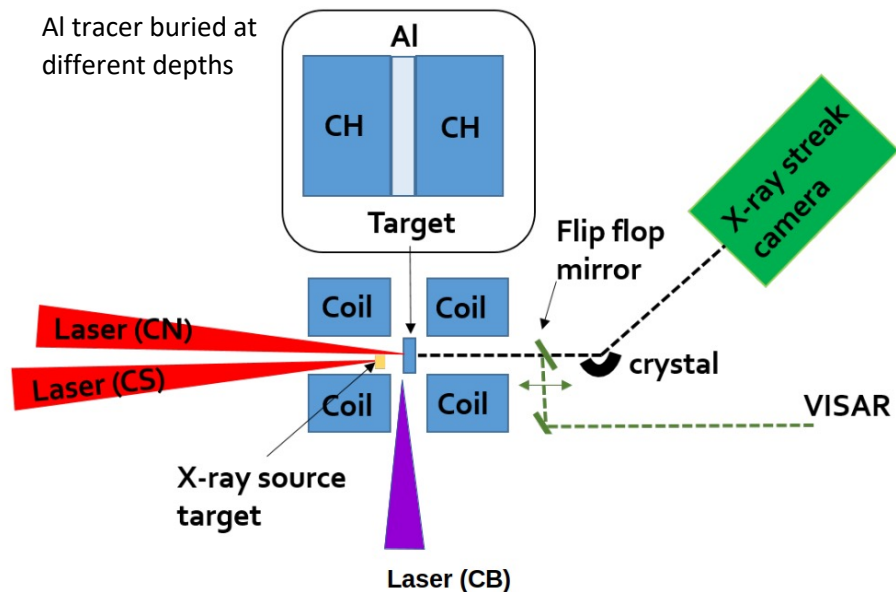 Al tracer buried at
different depths
Al
CH
CH
Target
Flip flop
mirror
X-ray streak
camera
Coil
Coil
Laser (CN)
Laser (CS)
crystal
Coil
Coil
VISAR
X-ray source
target
Laser (CB)